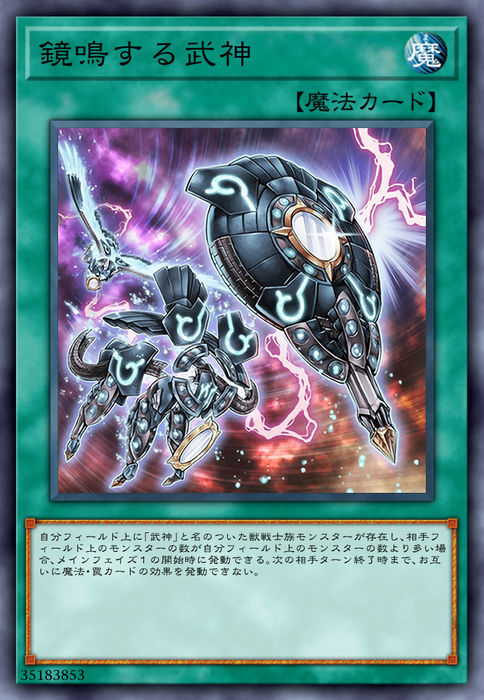 鏡鳴する武神
魔
【魔法カード】
自分フィールド上に「武神」と名のついた獣戦士族モンスターが存在し、相手フ
ィールド上のモンスターの数が自分フィールド上のモンスターの数より多い場
合、メインフェイズ1の開始時に発動できる。次の相手ターン終了時まで、お互
いに魔法・罠カードの効果を発動できない。
35183853